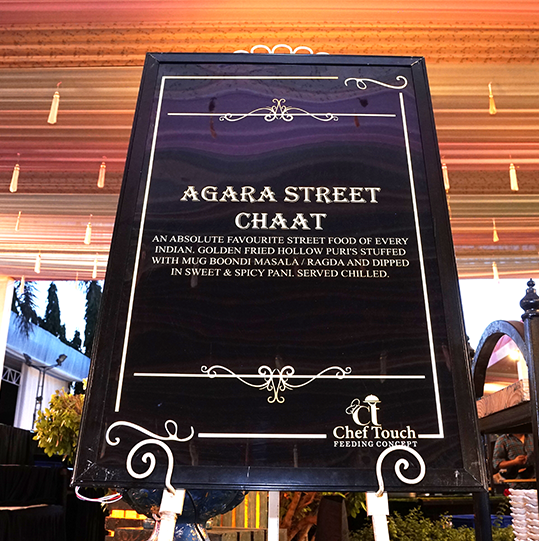 AGARA STREET
CHAAT
AN ABSOLUTE FAVOURITE STREET FOOD OF EVERY
INDIAN. GOLDEN FRIED HOLLOW PURI'S STUFFED
WITH MUG BOONDI MASALA / RAGDA AND DIPPED
IN SWEET & SPICY PANI. SERVED CHILLED.
ct
Chef Touch
FEEDING CONCEPT